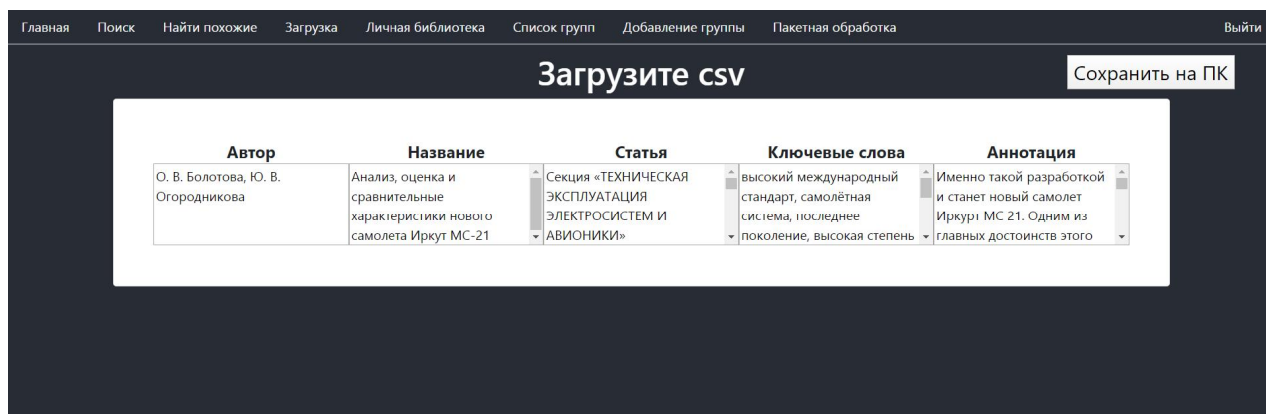 Главная Поиск Найти похожие Загрузка Личная библиотека Список групп Добавление группы Пакетная обработка Выйти
Загрузите csv
Сохранить на ПК
Автор Название Статья Ключевые слова Аннотация
О. В. Болотова, Ю. В.
Огородникова
Анализ, оценка и
сравнительные
характеристики нового
самолета Иркут МС-21
Секция «ТЕХНИЧЕСКАЯ
ЭКСПЛУАТАЦИЯ
ЭЛЕКТРОСИСТЕМ И
АВИОНИКИ»
высокий международный
стандарт, самолётная
система, последнее
поколение, высокая степень
Именно такой разработкой
и станет новый самолет
Иркурт МС 21. Одним из
главных достоинств этого